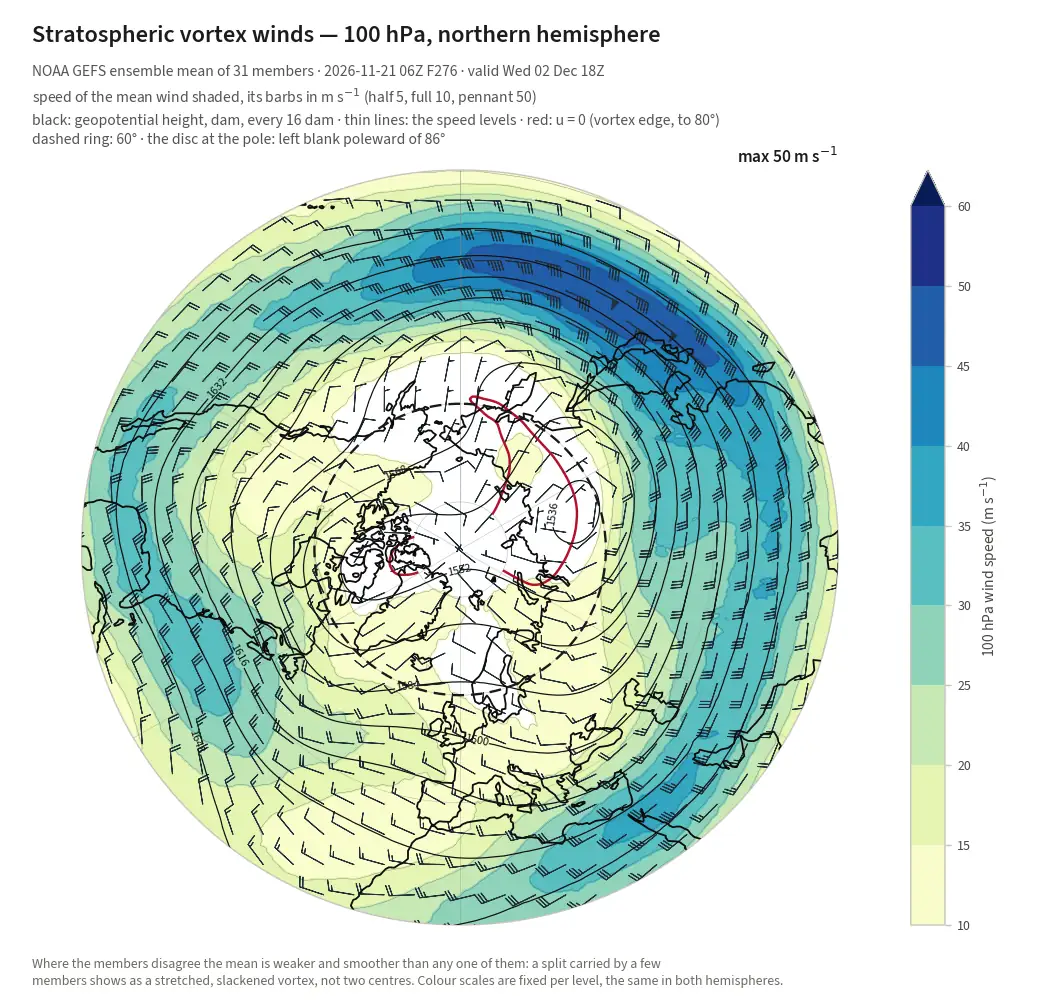 Stratospheric vortex winds — 100 hPa, northern hemisphere
NOAA GEFS ensemble mean of 31 members · 2026-11-21 06Z F276 · valid Wed 02 Dec 18Z
speed of the mean wind shaded, its barbs in m s⁻¹ (half 5, full 10, pennant 50)
black: geopotential height, dam, every 16 dam · thin lines: the speed levels · red: u = 0 (vortex edge, to 80°)
dashed ring: 60° · the disc at the pole: left blank poleward of 86°
max 50 m s⁻¹
60
50
45
40
35
30
25
20
15
10
100 hPa wind speed (m s⁻¹)
1632
1568
1536
1552
1616
1584
1600
Where the members disagree the mean is weaker and smoother than any one of them: a split carried by a few
members shows as a stretched, slackened vortex, not two centres. Colour scales are fixed per level, the same in both hemispheres.